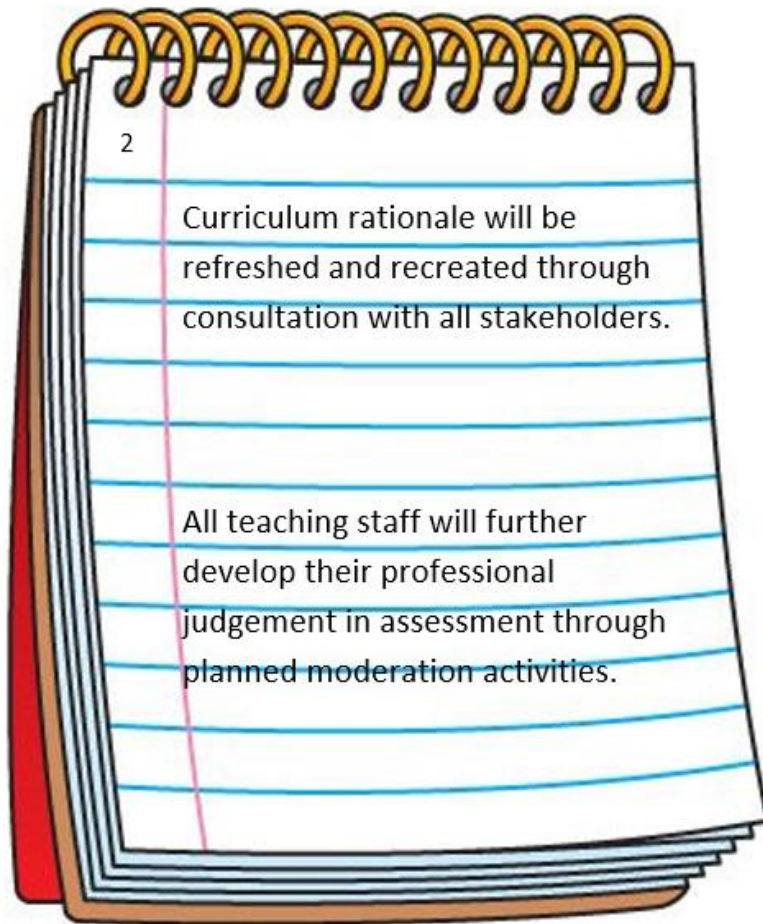 2
Curriculum rationale will be
refreshed and recreated through
consultation with all stakeholders.
All teaching staff will further
develop their professional
judgement in assessment through
planned moderation activities.